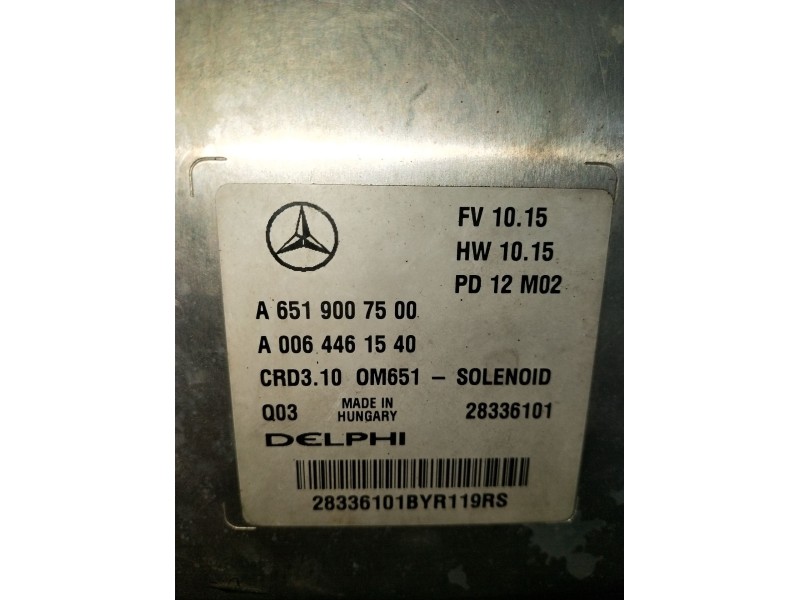 FV 10.15
HW 10.15
PD 12 M02
A 651 900 75 00
A 006 446 15 40
CRD3.10 OM651 – SOLENOID
Q03 MADE IN HUNGARY 28336101
DELPHI
28336101BYR119RS